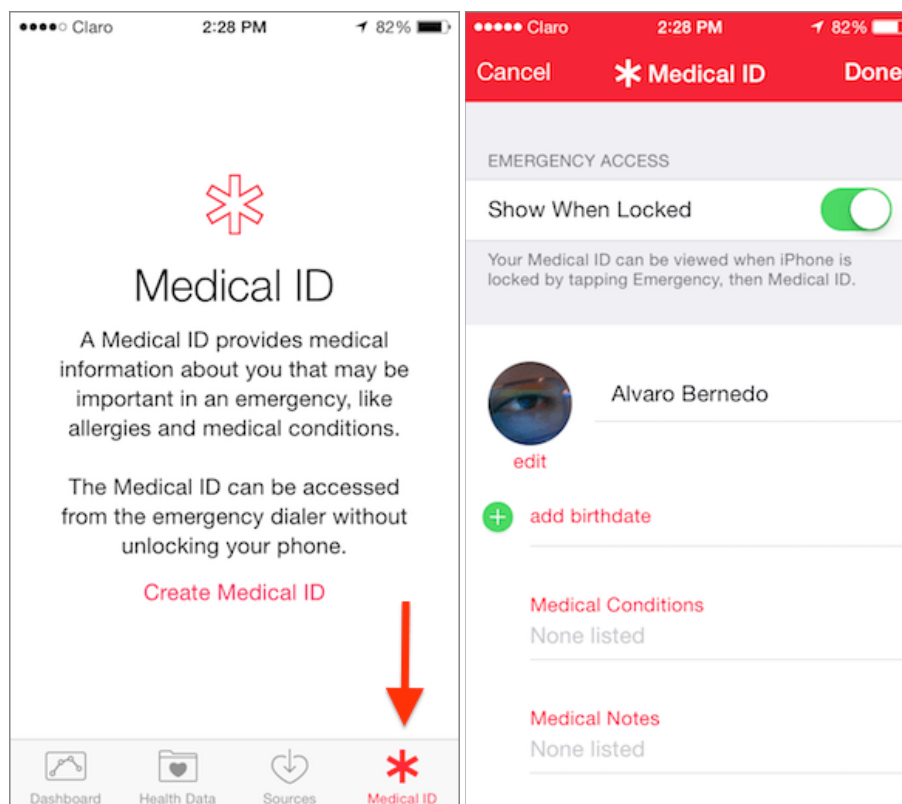 Claro 2:28 PM 82%
Medical ID
A Medical ID provides medical
information about you that may be
important in an emergency, like
allergies and medical conditions.
The Medical ID can be accessed
from the emergency dialer without
unlocking your phone.
Create Medical ID
Dashboard Health Data Sources Medical ID
Claro 2:28 PM 82%
Cancel Medical ID Done
EMERGENCY ACCESS
Show When Locked
Your Medical ID can be viewed when iPhone is
locked by tapping Emergency, then Medical ID.
Alvaro Bernedo
edit
add birthdate
Medical Conditions
None listed
Medical Notes
None listed